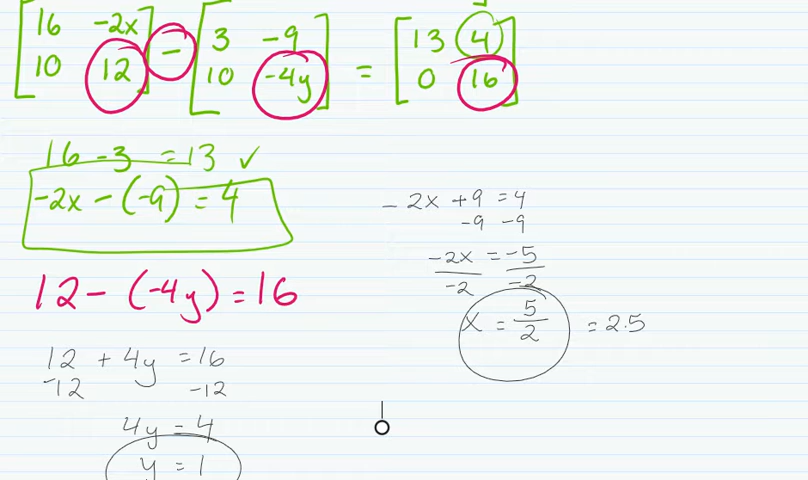 16 -2x 3 -9 13 4
10 12 - 10 -4y = 0 16
16 - 3 = 13 ✓
-2x - (-9) = 4
12 - (-4y) = 16
12 + 4y = 16
-12 -12
4y = 4
y = 1
-2x + 9 = 4
-9 -9
-2x = -5
-2 -2
x = 5/2 = 2.5